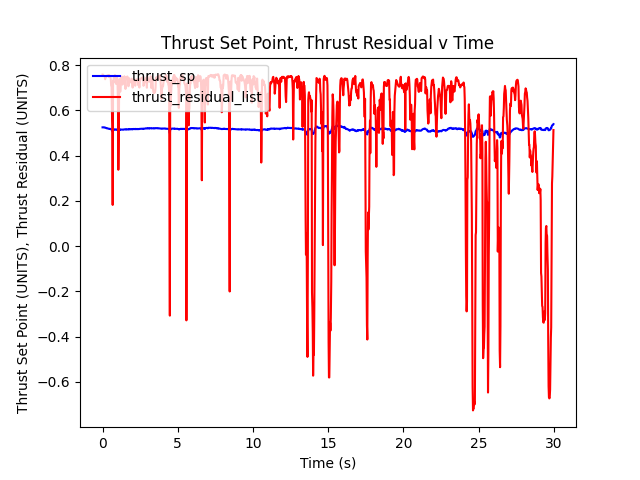 Thrust Set Point, Thrust Residual v Time
thrust_sp
thrust_residual_list
Thrust Set Point (UNITS), Thrust Residual (UNITS)
0.8
0.6
0.4
0.2
0.0
−0.2
−0.4
−0.6
0 5 10 15 20 25 30
Time (s)